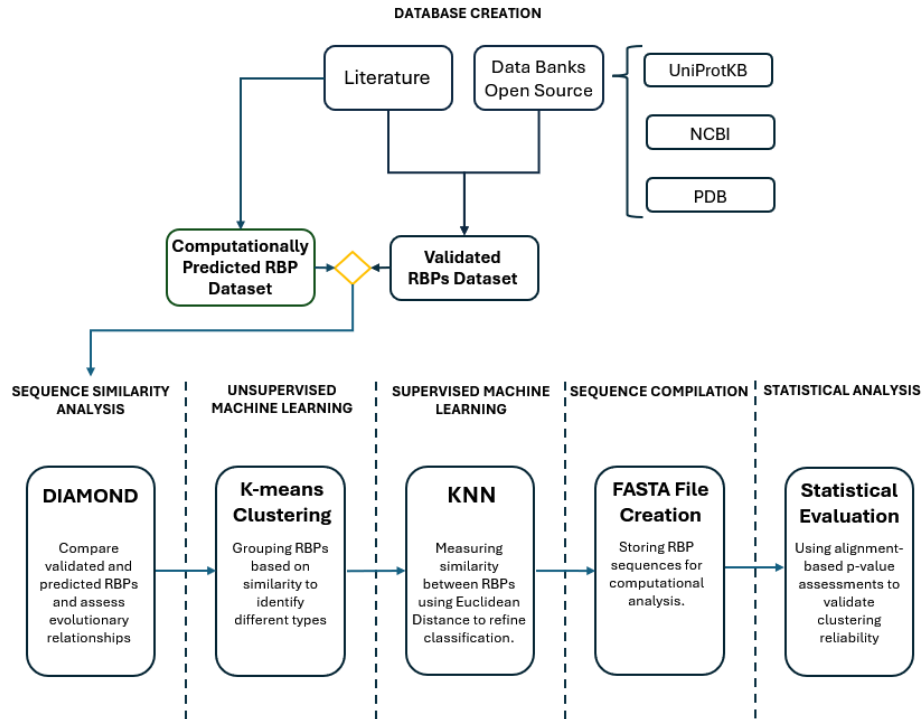 DATABASE CREATION
Literature
Data Banks
Open Source
UniProtKB
NCBI
PDB
Computationally
Predicted RBP
Dataset
Validated
RBPs Dataset
SEQUENCE SIMILARITY
ANALYSIS
UNSUPERVISED
MACHINE LEARNING
SUPERVISED MACHINE
LEARNING
SEQUENCE COMPILATION
STATISTICAL ANALYSIS
DIAMOND
Compare
validated and
predicted RBPs
and assess
evolutionary
relationships
K-means
Clustering
Grouping RBPs
based on
similarity to
identify
different types
KNN
Measuring
similarity
between RBPs
using Euclidean
Distance to refine
classification.
FASTA File
Creation
Storing RBP
sequences for
computational
analysis.
Statistical
Evaluation
Using alignment-
based p-value
assessments to
validate
clustering
reliability